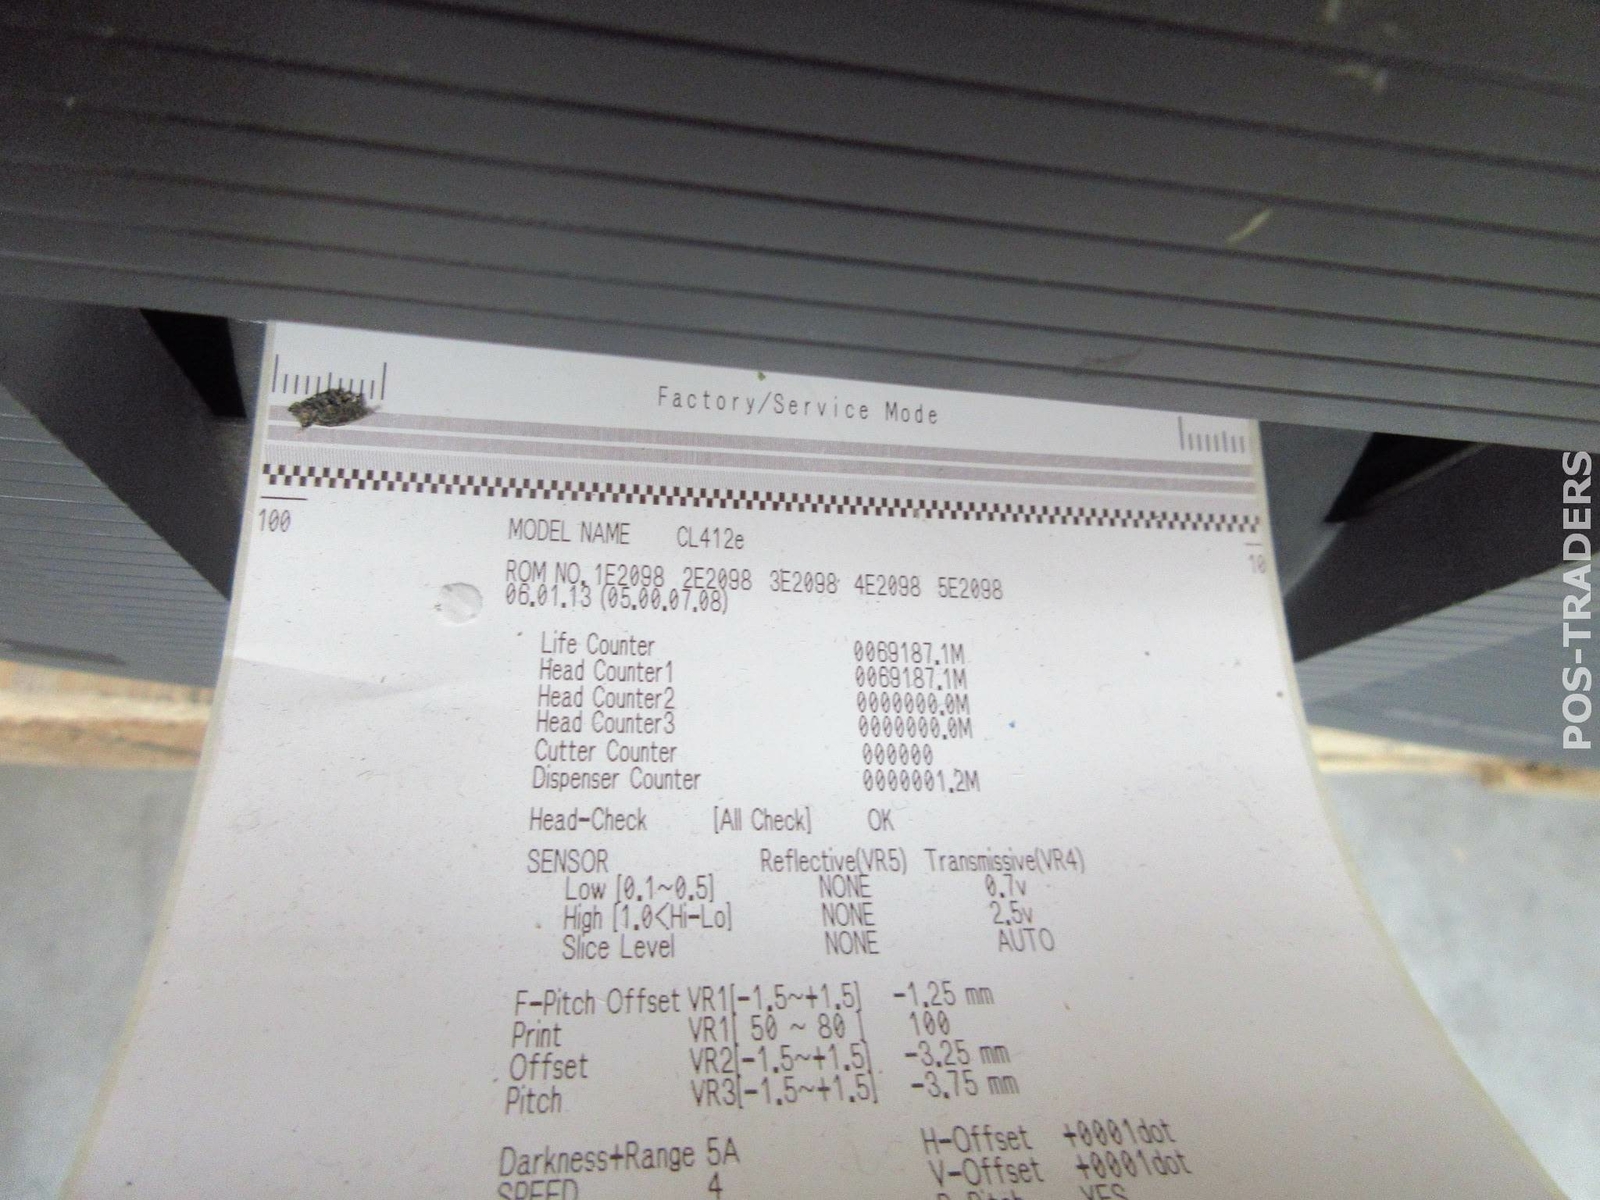 Factory/Service Mode
100
10
MODEL NAME CL412e
ROM NO. 1E2098 2E2098 3E2098 4E2098 5E2098
06.01.13 (05.00.07.08)
Life Counter 0069187.1M
Head Counter1 0069187.1M
Head Counter2 0000000.0M
Head Counter3 0000000.0M
Cutter Counter 000000
Dispenser Counter 0000001.2M
Head-Check [All Check] OK
SENSOR Reflective(VR5) Transmissive(VR4)
Low [0.1~0.5] NONE 0.7v
High [1.0<Hi-Lo] NONE 2.5v
Slice Level NONE AUTO
F-Pitch Offset VR1[-1.5~+1.5] -1.25 mm
Print VR1[ 50 ~ 80 ] 100
Offset VR2[-1.5~+1.5] -3.25 mm
Pitch VR3[-1.5~+1.5] -3.75 mm
Darkness+Range 5A H-Offset +0001dot
SPEED 4 V-Offset +0001dot
YES
POS-TRADERS